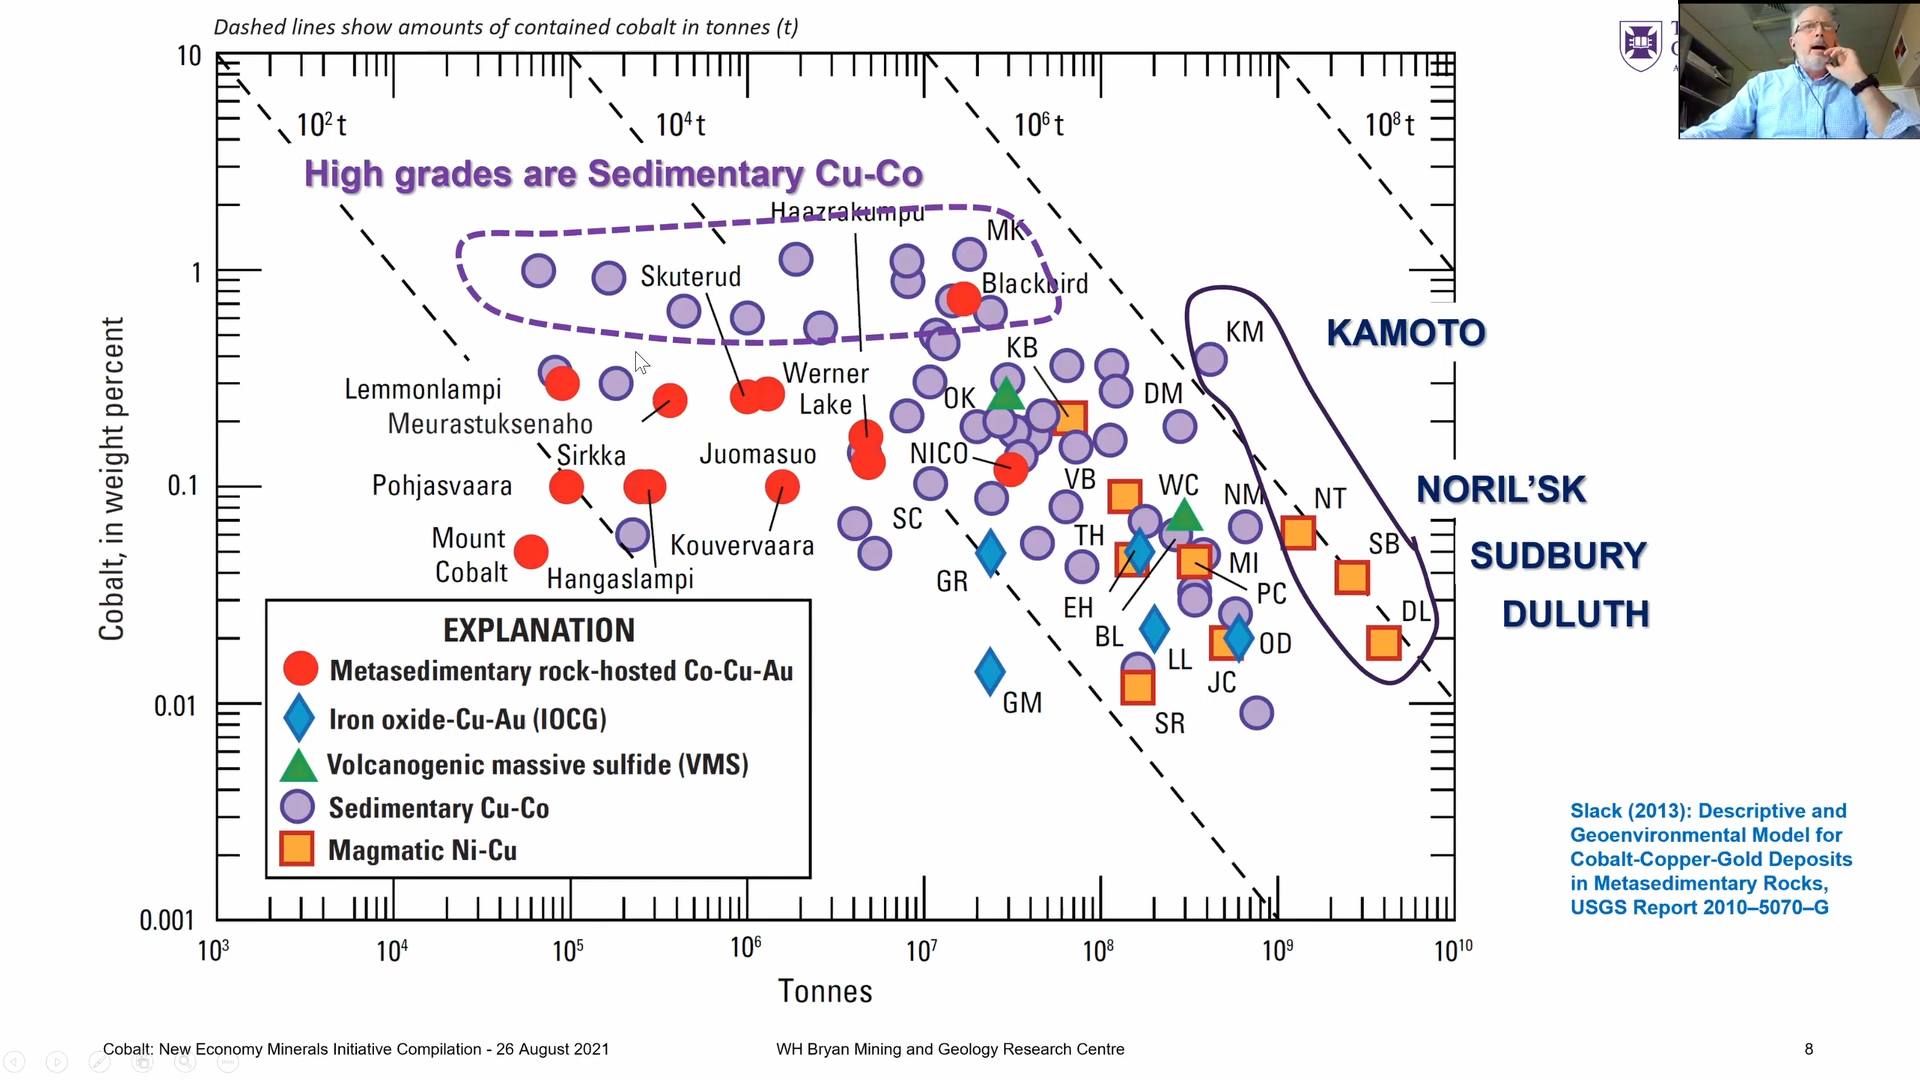 Dashed lines show amounts of contained cobalt in tonnes (t)
10
1
0.1
0.01
0.001
Cobalt, in weight percent
10² t
10⁴ t
10⁶ t
10⁸ t
High grades are Sedimentary Cu-Co
Haazrakumpu
MK
Skuterud
Blackbird
KM
KAMOTO
KB
Lemmonlampi
Werner
Lake
OK
DM
Meurastuksenaho
Sirkka
Juomasuo
NICO
VB
WC
NM
NT
NORIL'SK
Pohjasvaara
SC
TH
SB
SUDBURY
Mount
Cobalt
Kouvervaara
Hangaslampi
GR
MI
PC
EH
BL
DL
DULUTH
LL
OD
JC
GM
SR
EXPLANATION
Metasedimentary rock-hosted Co-Cu-Au
Iron oxide-Cu-Au (IOCG)
Volcanogenic massive sulfide (VMS)
Sedimentary Cu-Co
Magmatic Ni-Cu
10³
10⁴
10⁵
10⁶
10⁷
10⁸
10⁹
10¹⁰
Tonnes
Slack (2013): Descriptive and
Geoenvironmental Model for
Cobalt-Copper-Gold Deposits
in Metasedimentary Rocks,
USGS Report 2010–5070–G
Cobalt: New Economy Minerals Initiative Compilation - 26 August 2021
WH Bryan Mining and Geology Research Centre
8